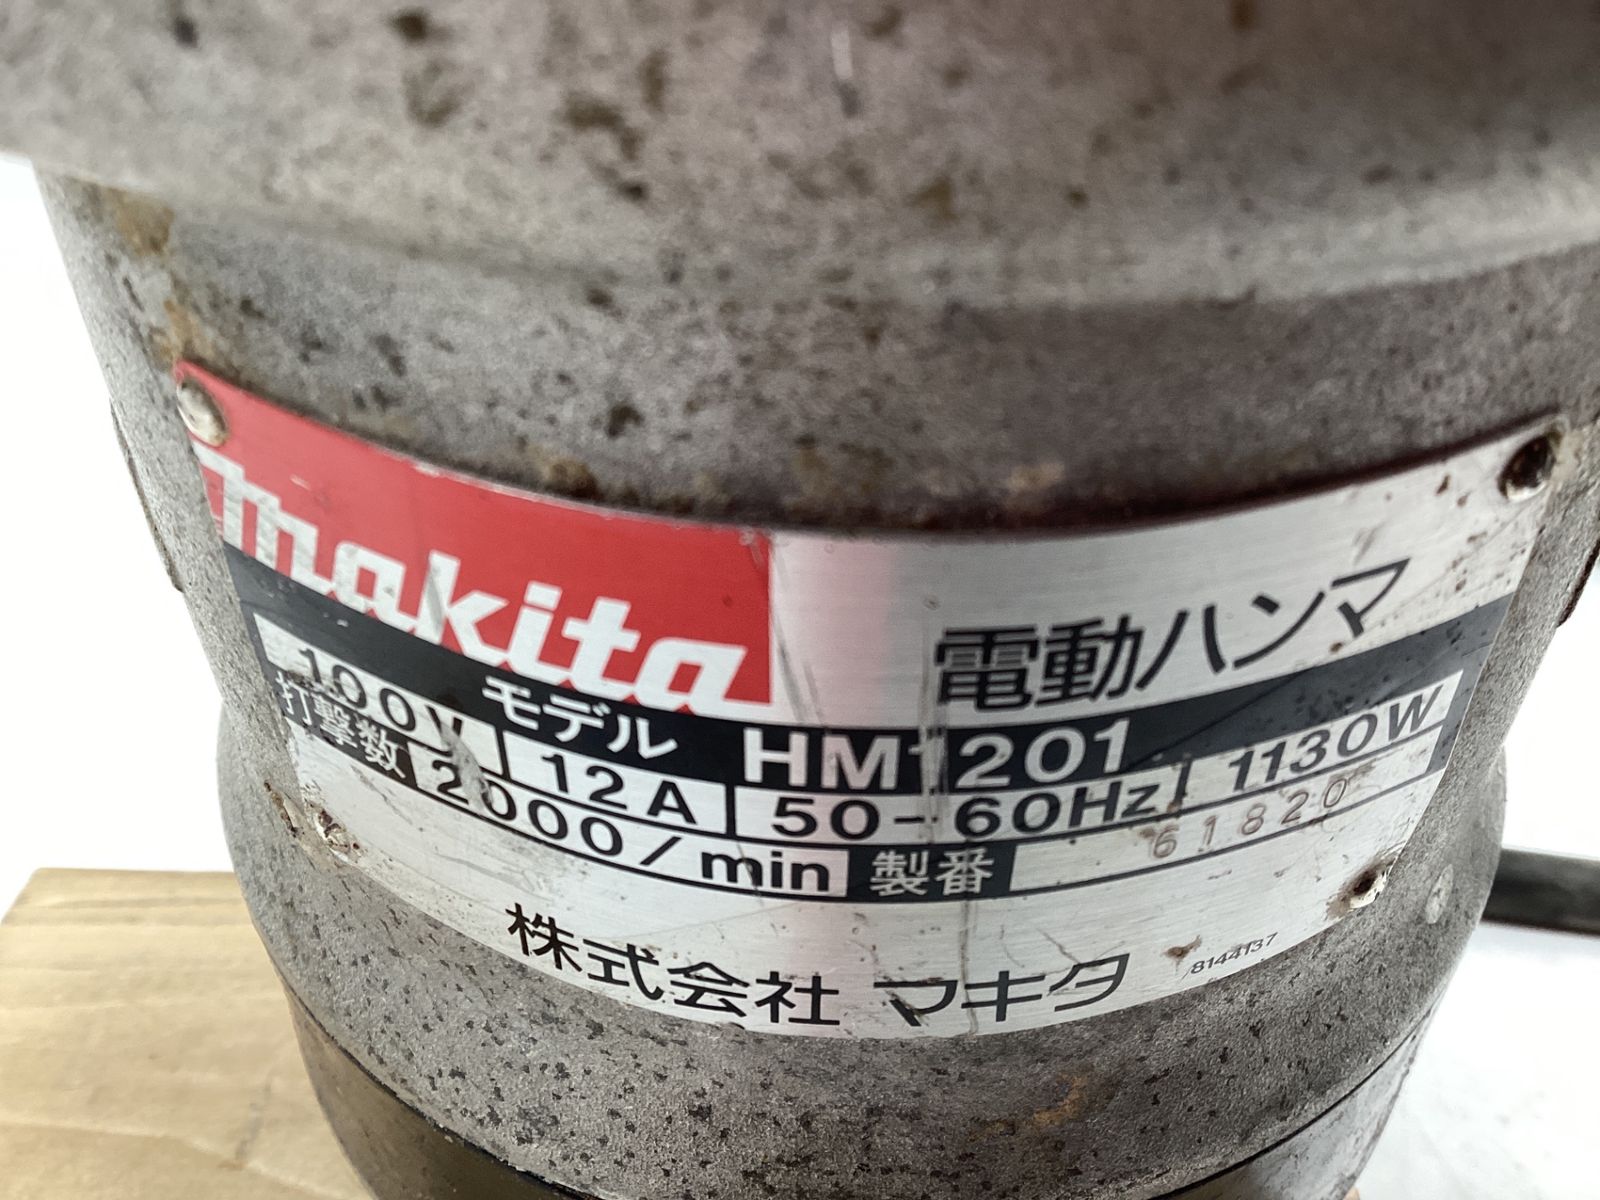 makita
電動ハンマ
モデル HM1201
100V 12A 50-60Hz 1130W
打撃数 2000/min 製番 61820
株式会社 マキタ 8144137